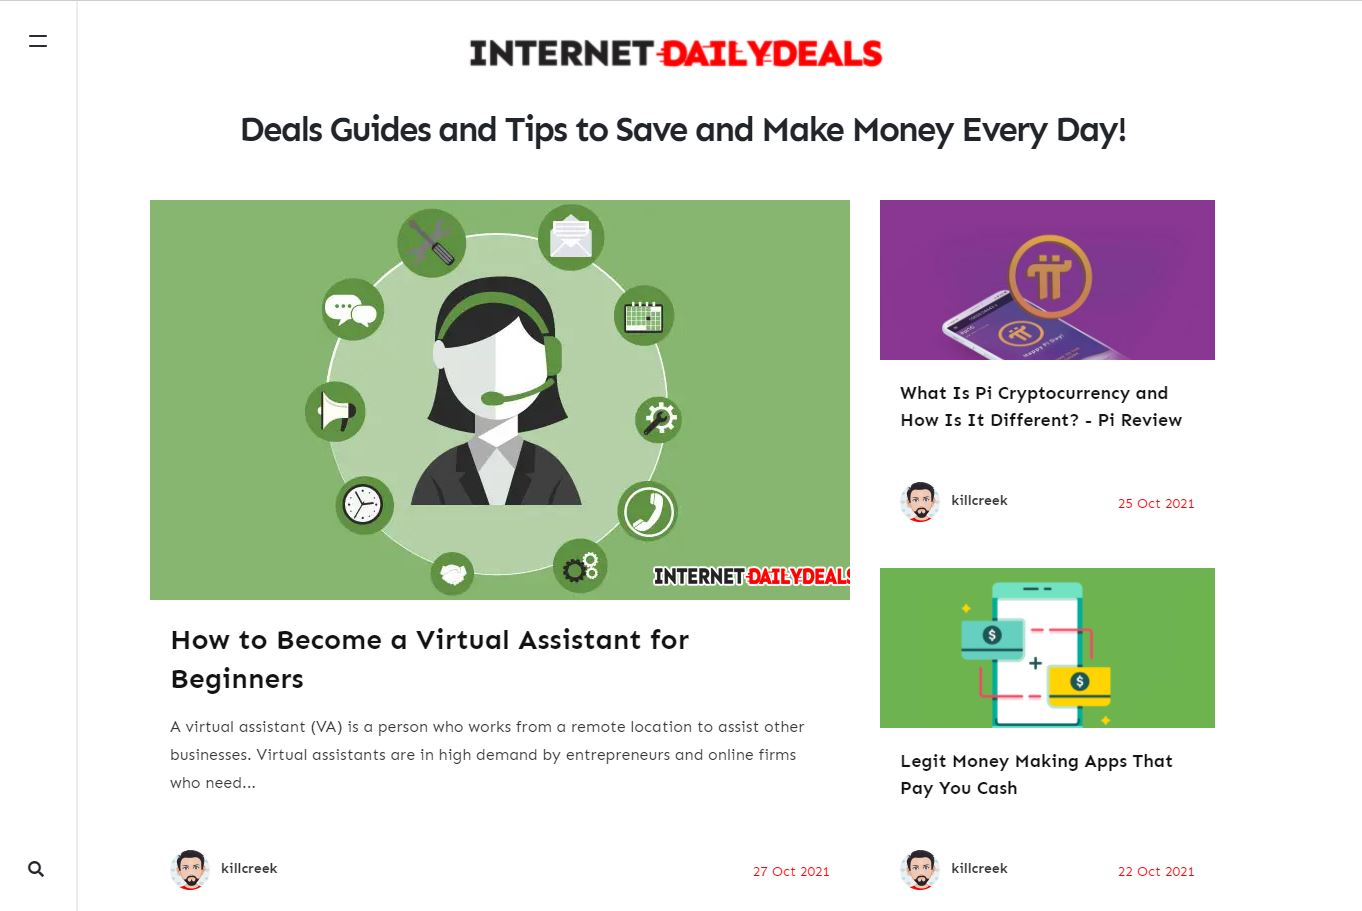 INTERNET DAILYDEALS
Deals Guides and Tips to Save and Make Money Every Day!
INTERNET DAILYDEALS
How to Become a Virtual Assistant for
Beginners
A virtual assistant (VA) is a person who works from a remote location to assist other
businesses. Virtual assistants are in high demand by entrepreneurs and online firms
who need...
killcreek
27 Oct 2021
Happy Pi Day!
What Is Pi Cryptocurrency and
How Is It Different? - Pi Review
killcreek
25 Oct 2021
$
$
Legit Money Making Apps That
Pay You Cash
killcreek
22 Oct 2021